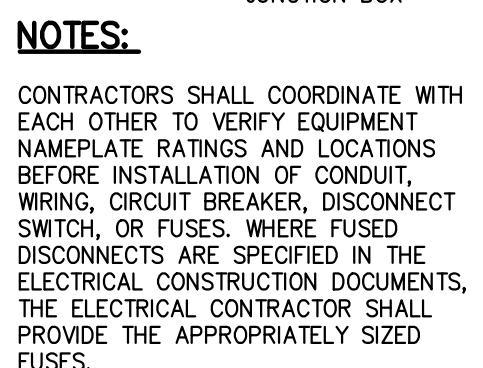 JUNCTION BOX
NOTES:
CONTRACTORS SHALL COORDINATE WITH
EACH OTHER TO VERIFY EQUIPMENT
NAMEPLATE RATINGS AND LOCATIONS
BEFORE INSTALLATION OF CONDUIT,
WIRING, CIRCUIT BREAKER, DISCONNECT
SWITCH, OR FUSES. WHERE FUSED
DISCONNECTS ARE SPECIFIED IN THE
ELECTRICAL CONSTRUCTION DOCUMENTS,
THE ELECTRICAL CONTRACTOR SHALL
PROVIDE THE APPROPRIATELY SIZED
FUSES.